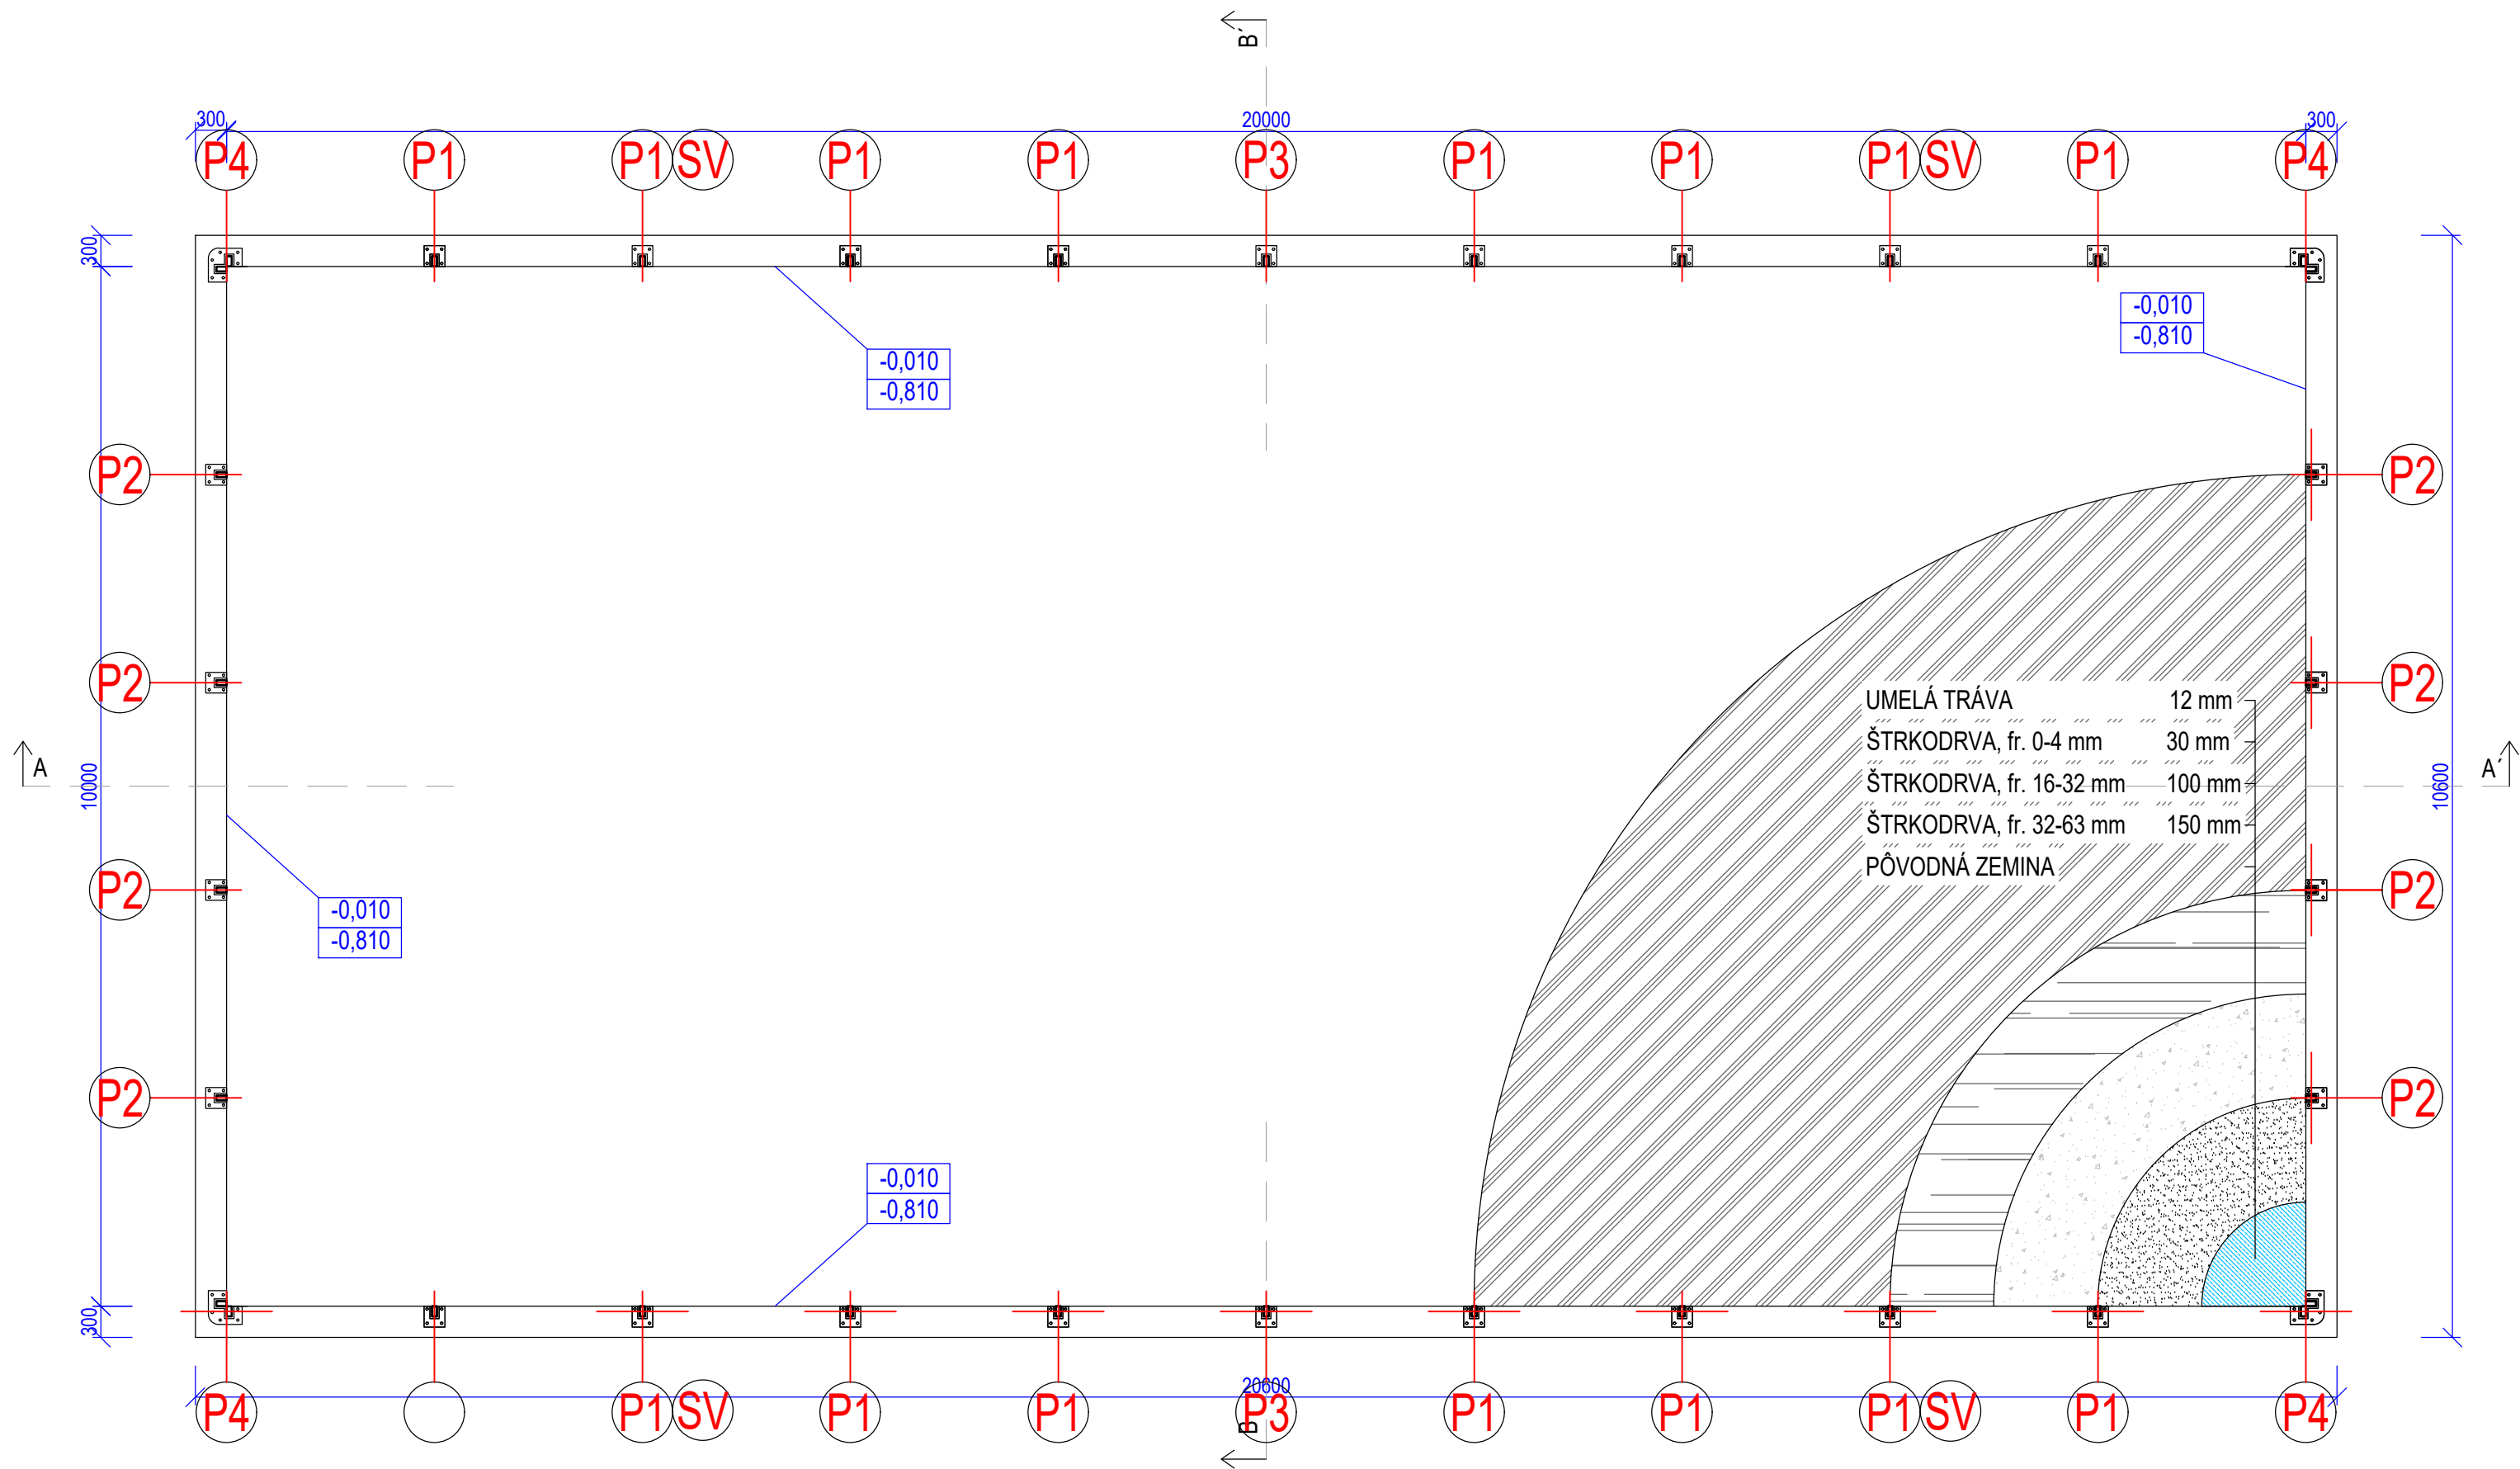 B´
300 20000 300
P4 P1 P1 SV P1 P1 P3 P1 P1 P1 SV P1 P4
300
-0,010
-0,810
-0,010
-0,810
P2 P2
P2 P2
UMELÁ TRÁVA 12 mm
ŠTRKODRVA, fr. 0-4 mm 30 mm
A A´
10000 10600
ŠTRKODRVA, fr. 16-32 mm 100 mm
ŠTRKODRVA, fr. 32-63 mm 150 mm
PÔVODNÁ ZEMINA
P2 P2
-0,010
-0,810
P2 P2
-0,010
-0,810
300
20600
P4 P1 SV P1 P1 P3 P1 P1 P1 SV P1 P4
B